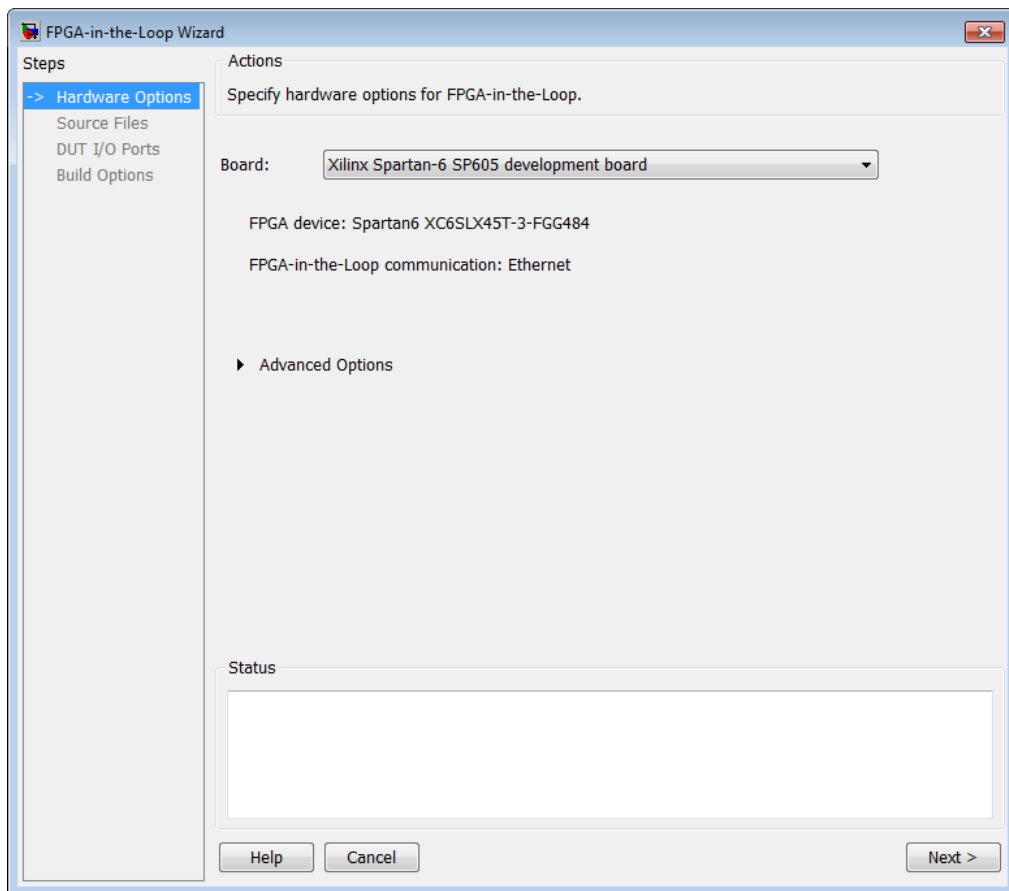 FPGA-in-the-Loop Wizard
Steps
-> Hardware Options
Source Files
DUT I/O Ports
Build Options
Actions
Specify hardware options for FPGA-in-the-Loop.
Board: Xilinx Spartan-6 SP605 development board
FPGA device: Spartan6 XC6SLX45T-3-FGG484
FPGA-in-the-Loop communication: Ethernet
Advanced Options
Status
Help Cancel Next >